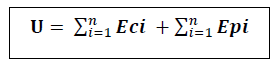 U = ∑ⁿᵢ₌₁ Eci + ∑ⁿᵢ₌₁ Epi